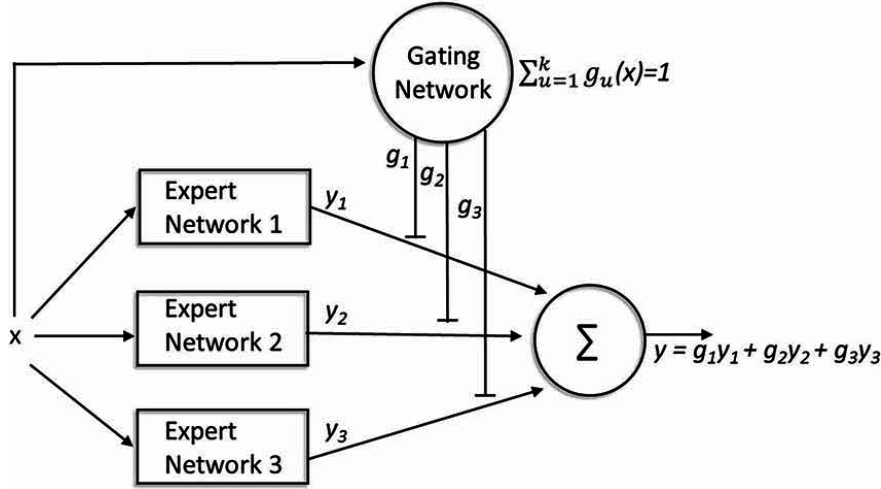 Gating
Network
∑ᵏᵤ₌₁ gᵤ(x)=1
g₁
g₂
g₃
Expert
Network 1
y₁
x
Expert
Network 2
y₂
∑
y = g₁y₁ + g₂y₂ + g₃y₃
Expert
Network 3
y₃